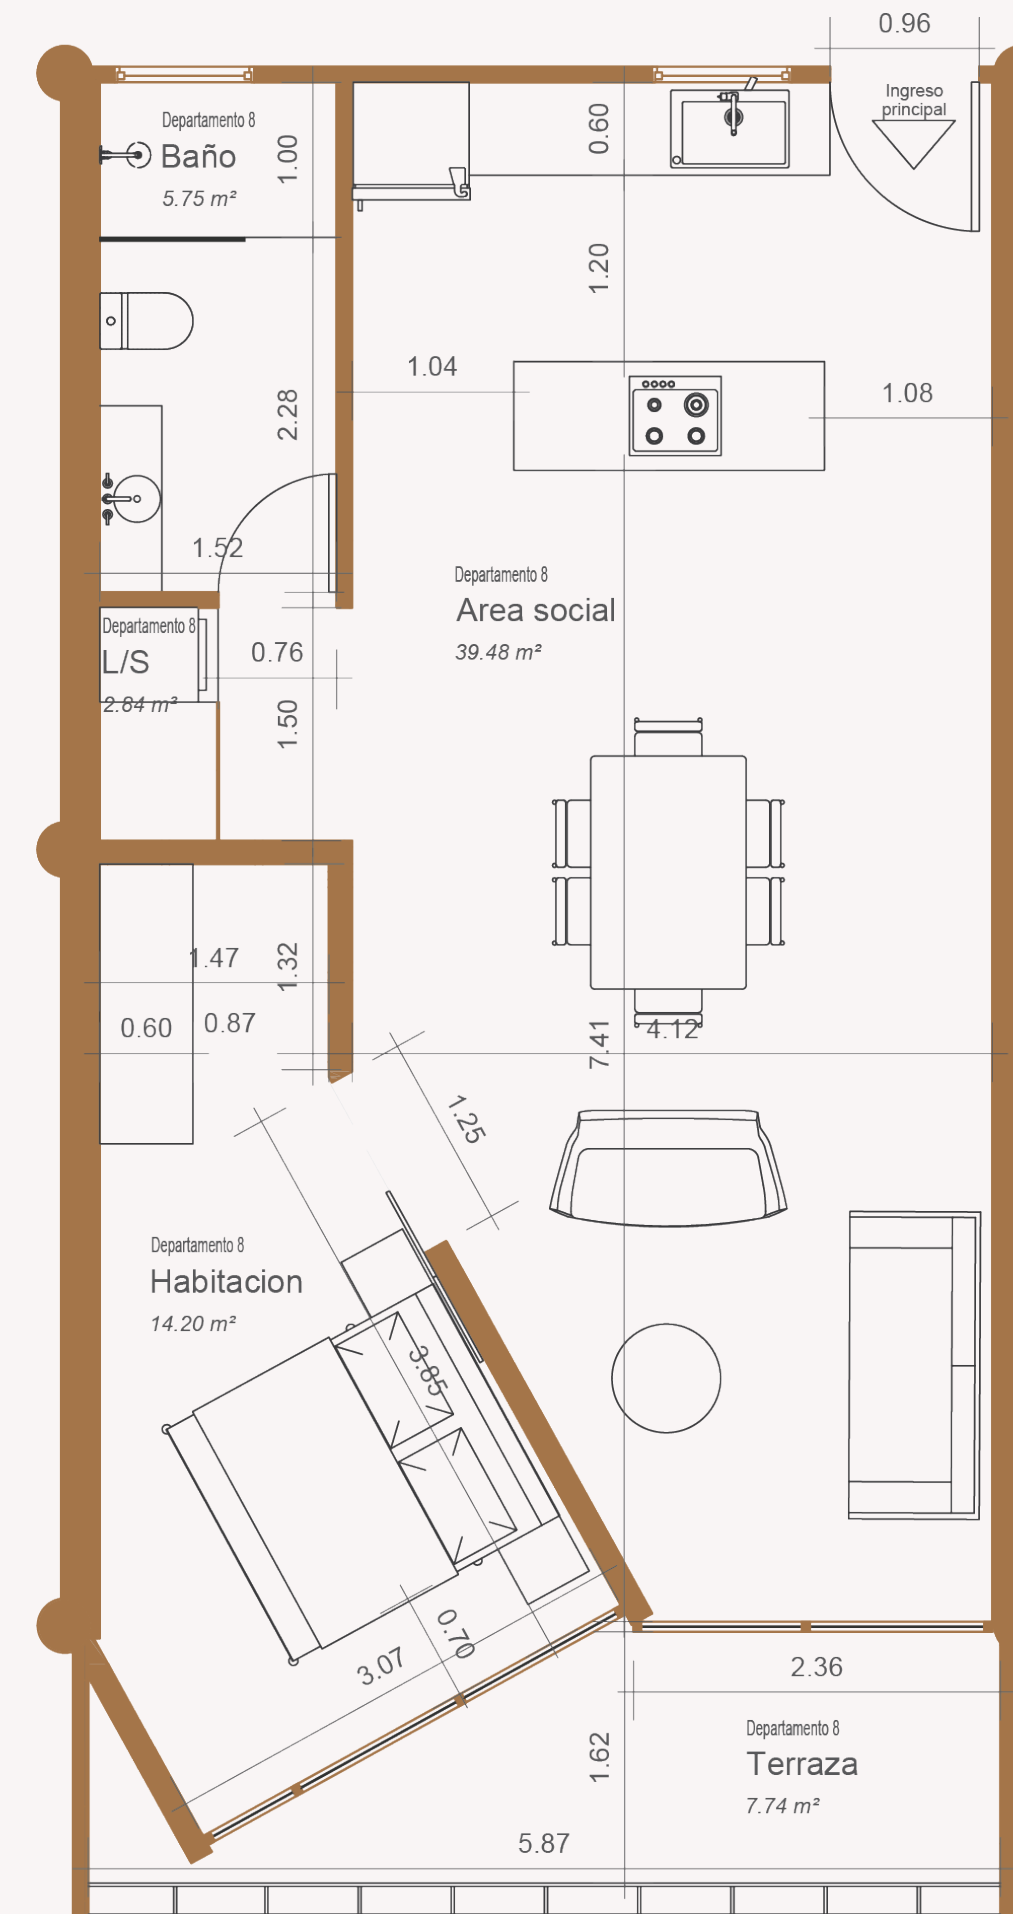 0.96
Ingreso
principal
Departamento 8
Baño
5.75 m²
1.00
0.60
1.20
1.04
1.08
2.28
1.52
Departamento 8
Area social
39.48 m²
Departamento 8
L/S
2.84 m²
0.76
1.50
1.47
1.32
0.60
0.87
7.41
4.12
1.25
Departamento 8
Habitacion
14.20 m²
3.85
0.70
3.07
2.36
Departamento 8
Terraza
7.74 m²
1.62
5.87